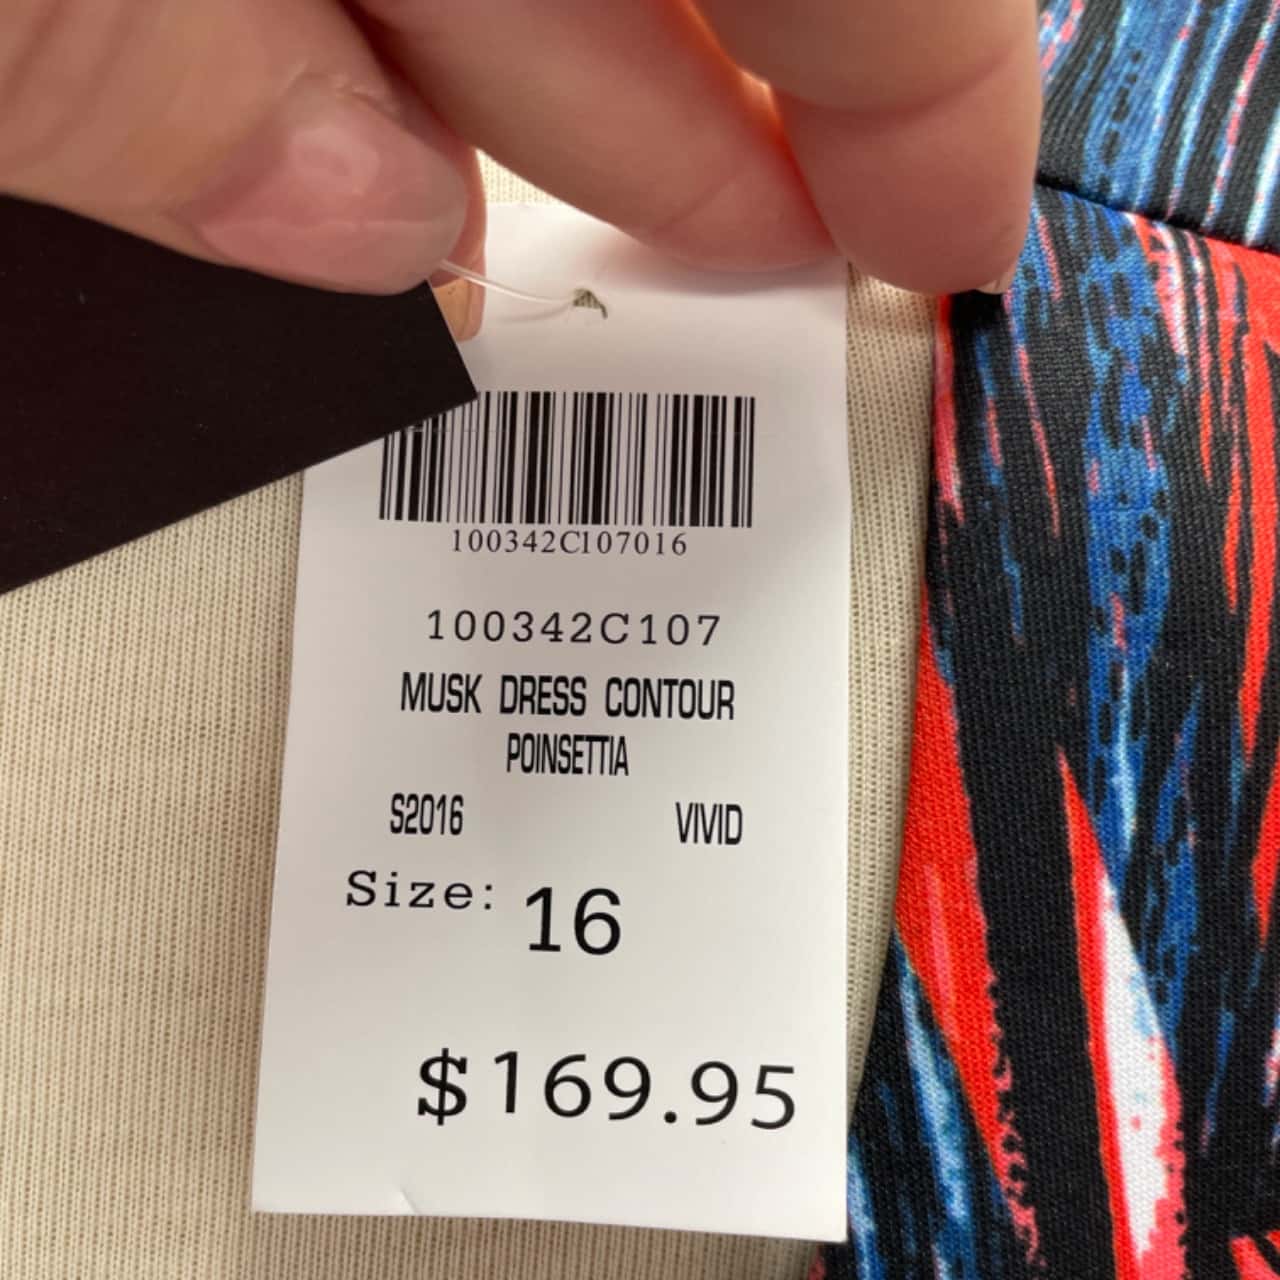 100342C107016
100342C107
MUSK DRESS CONTOUR
POINSETTIA
S2016 VIVID
Size: 16
$169.95